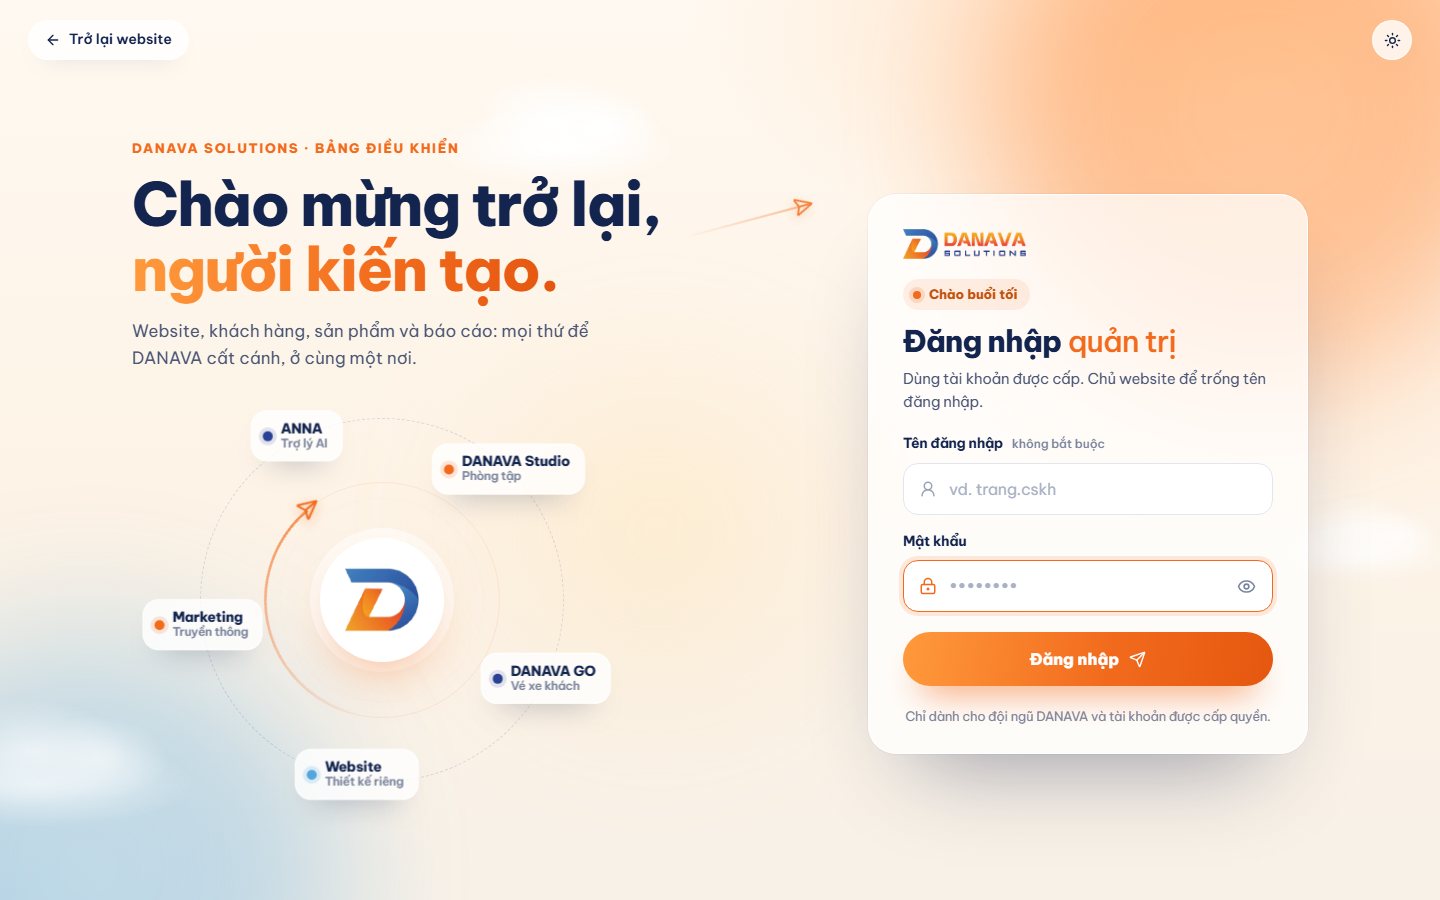 Trở lại website
DANAVA SOLUTIONS · BẢNG ĐIỀU KHIỂN
Chào mừng trở lại,
người kiến tạo.
Website, khách hàng, sản phẩm và báo cáo: mọi thứ để
DANAVA cất cánh, ở cùng một nơi.
ANNA
Trợ lý AI
DANAVA Studio
Phòng tập
Marketing
Truyền thông
DANAVA GO
Vé xe khách
Website
Thiết kế riêng
DANAVA
SOLUTIONS
Chào buổi tối
Đăng nhập quản trị
Dùng tài khoản được cấp. Chủ website để trống tên
đăng nhập.
Tên đăng nhập không bắt buộc
vd. trang.cskh
Mật khẩu
••••••••
Đăng nhập
Chỉ dành cho đội ngũ DANAVA và tài khoản được cấp quyền.